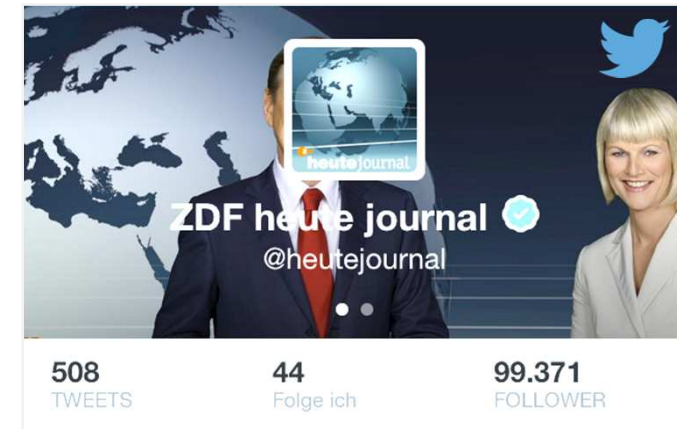 heutejournal
ZDF heute journal
@heutejournal
508
TWEETS
44
Folge ich
99.371
FOLLOWER